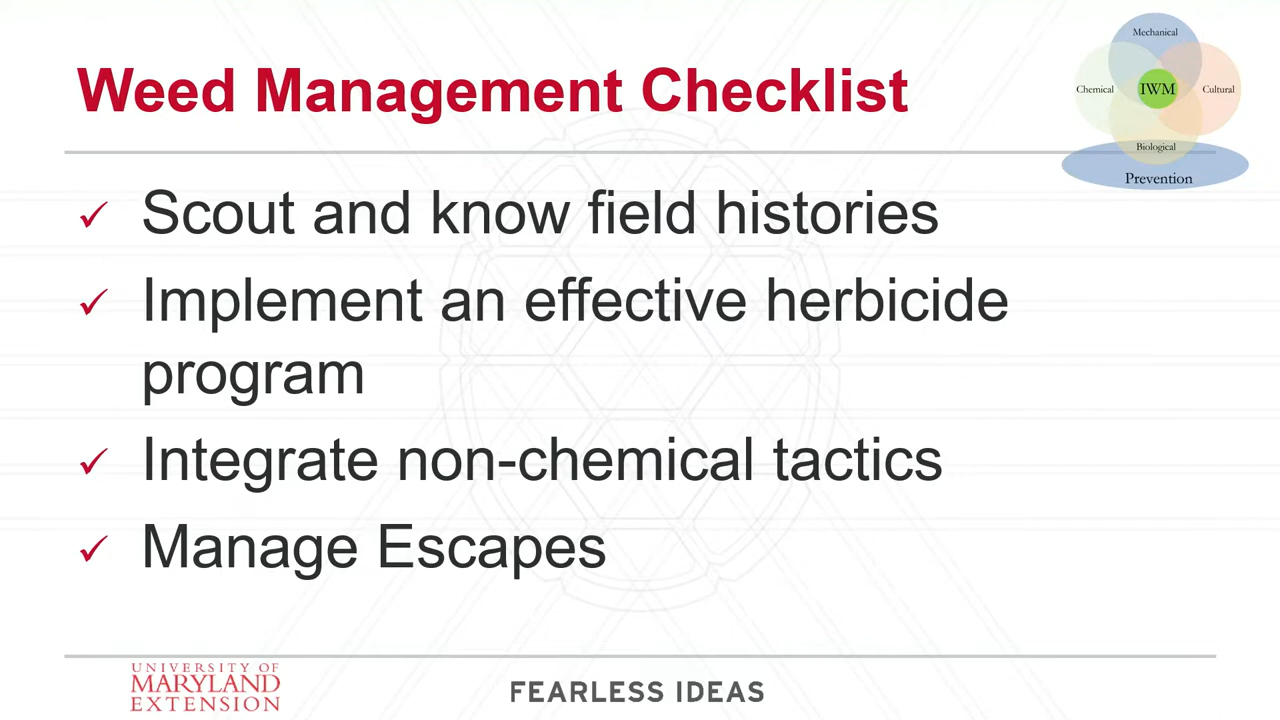 Weed Management Checklist
Mechanical
Chemical
IWM
Cultural
Biological
Prevention
✓ Scout and know field histories
✓ Implement an effective herbicide
program
✓ Integrate non-chemical tactics
✓ Manage Escapes
UNIVERSITY OF
MARYLAND
EXTENSION
FEARLESS IDEAS